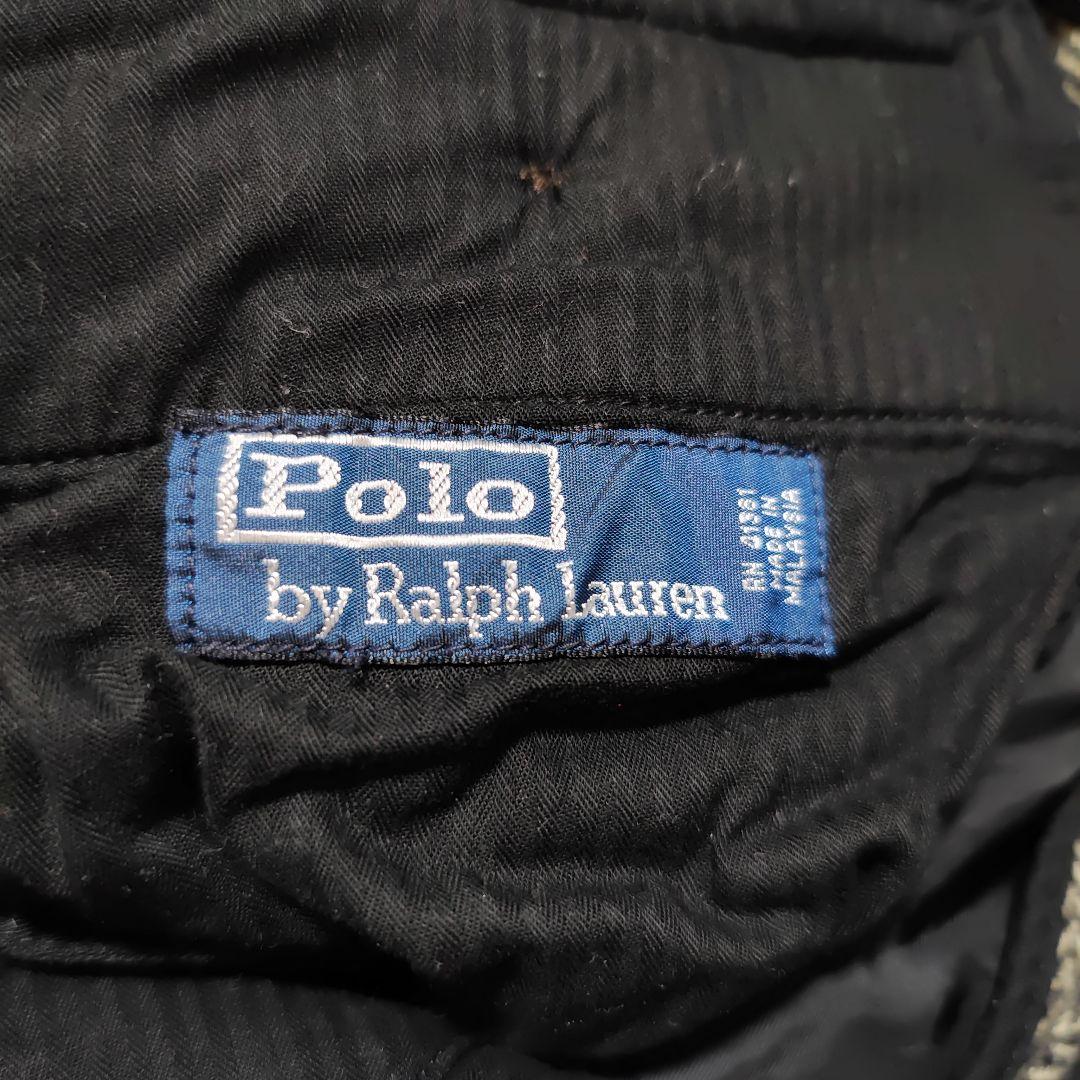 Polo
by Ralph Lauren
RN 41381
MADE IN
MALAYSIA